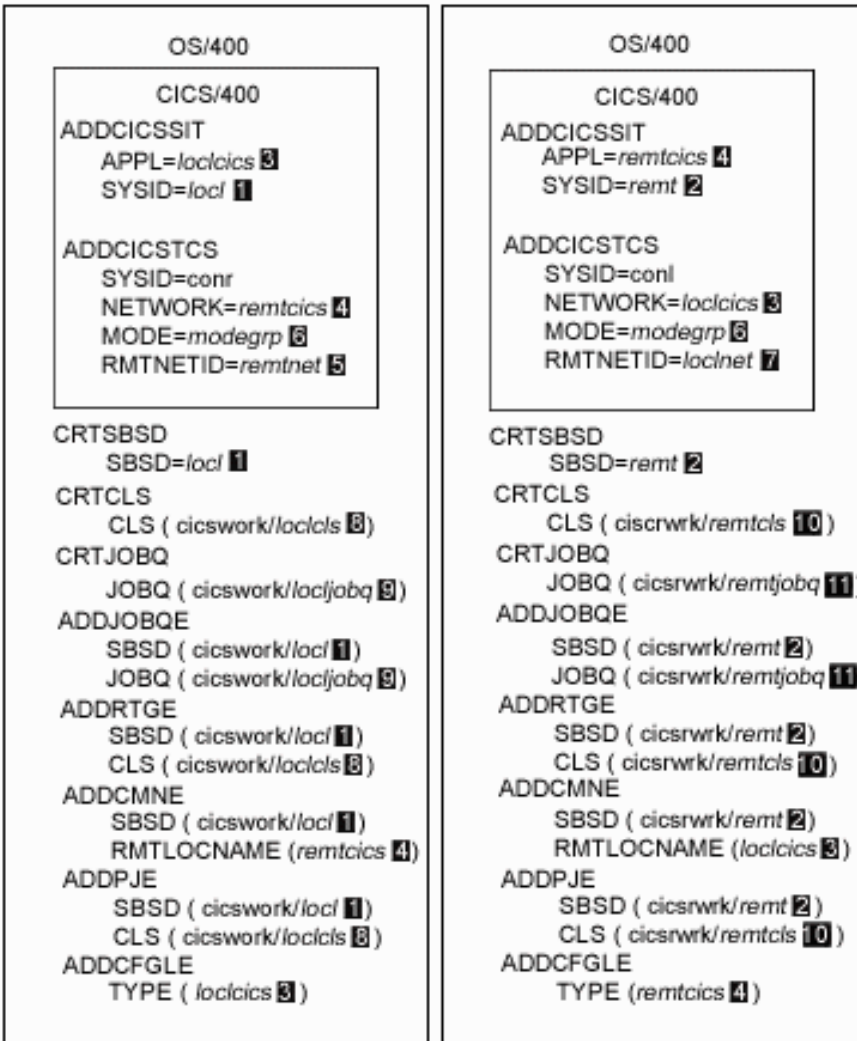 OS/400
CICS/400
ADDCICSSIT
APPL=loclcics 3
SYSID=locl 1
ADDCICSTCS
SYSID=conr
NETWORK=remtcics 4
MODE=modegrp 6
RMTNETID=remtnet 5
CRTSBSD
SBSD=locl 1
CRTCLS
CLS ( cicswork/loclcls 8)
CRTJOBQ
JOBQ ( cicswork/locljobq 9)
ADDJOBQE
SBSD ( cicswork/locl 1)
JOBQ ( cicswork/locljobq 9)
ADDRTGE
SBSD ( cicswork/locl 1)
CLS ( cicswork/loclcls 8)
ADDCMNE
SBSD ( cicswork/locl 1)
RMTLOCNAME (remtcics 4)
ADDPJE
SBSD ( cicswork/locl 1)
CLS ( cicswork/loclcls 8)
ADDCFGLE
TYPE ( loclcics 3 )
OS/400
CICS/400
ADDCICSSIT
APPL=remtcics 4
SYSID=remt 2
ADDCICSTCS
SYSID=conl
NETWORK=loclcics 3
MODE=modegrp 6
RMTNETID=loclnet 7
CRTSBSD
SBSD=remt 2
CRTCLS
CLS ( ciscrwrk/remtcls 10 )
CRTJOBQ
JOBQ ( cicsrwrk/remtjobq 11)
ADDJOBQE
SBSD ( cicsrwrk/remt 2)
JOBQ ( cicsrwrk/remtjobq 11
ADDRTGE
SBSD ( cicsrwrk/remt 2)
CLS ( cicsrwrk/remtcls 10 )
ADDCMNE
SBSD ( cicsrwrk/remt 2)
RMTLOCNAME (loclcics 3)
ADDPJE
SBSD ( cicsrwrk/remt 2)
CLS ( cicsrwrk/remtcls 10 )
ADDCFGLE
TYPE (remtcics 4 )